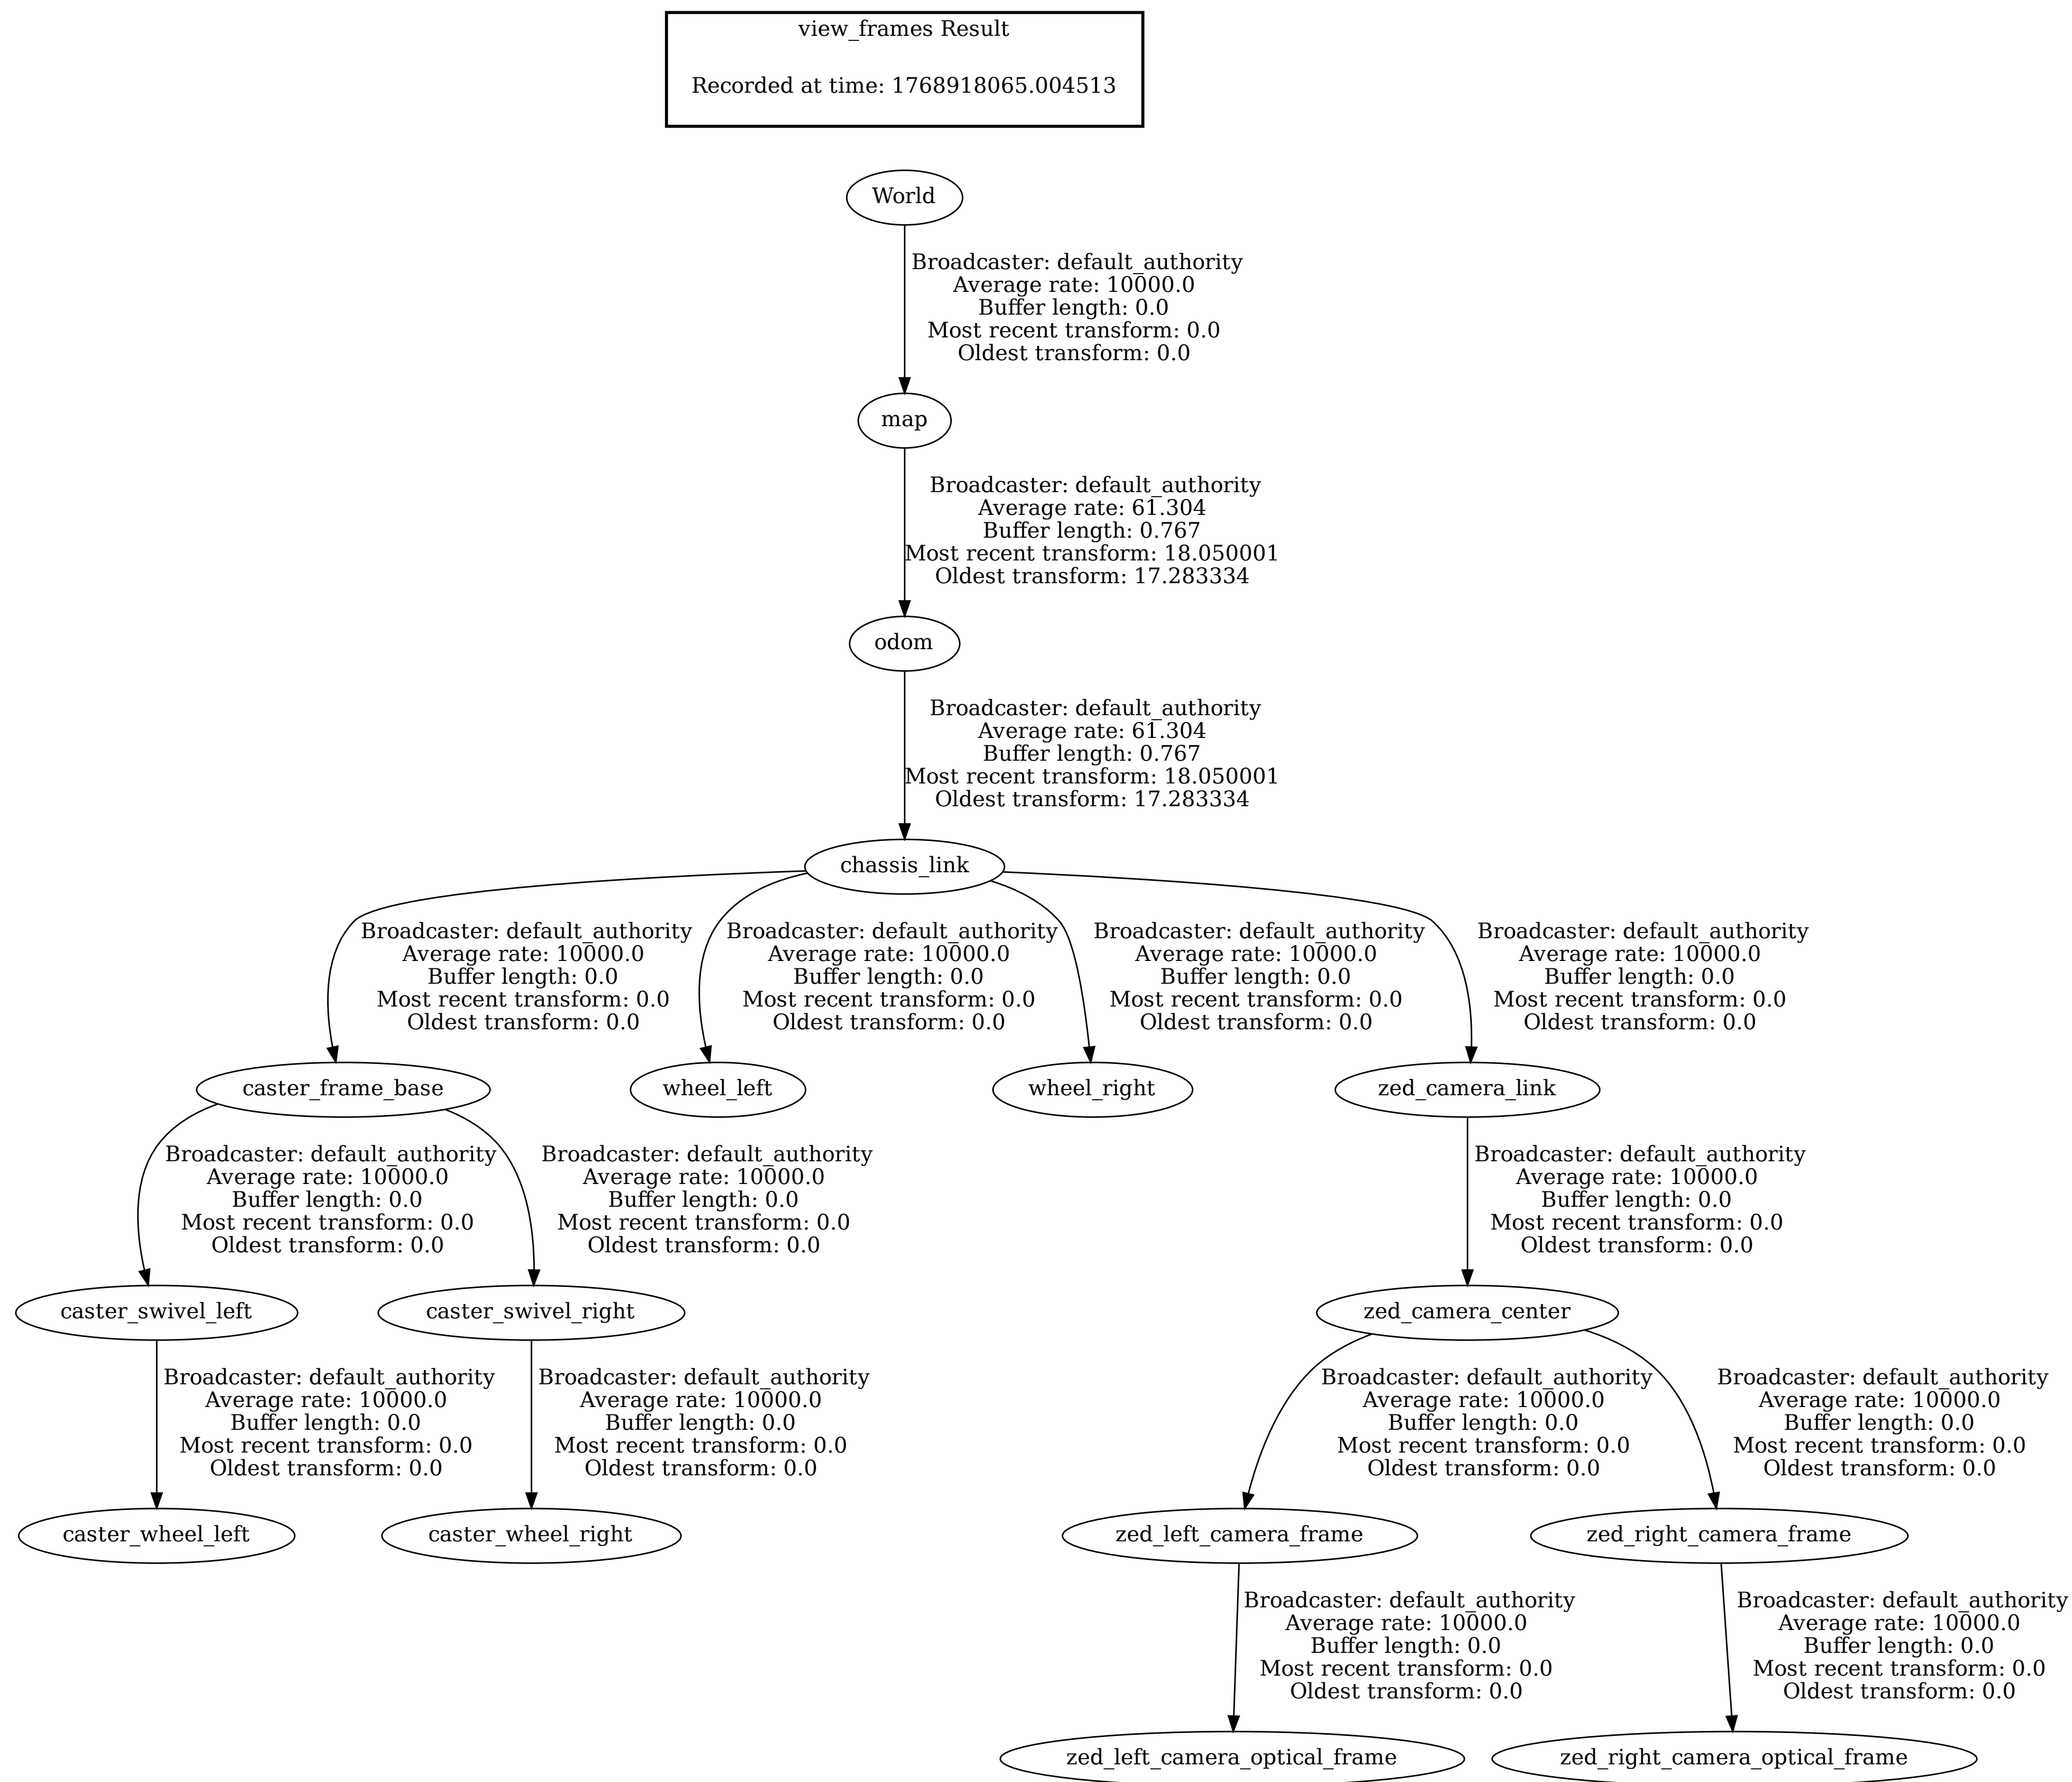 view_frames Result
Recorded at time: 1768918065.004513
World
Broadcaster: default_authority
Average rate: 10000.0
Buffer length: 0.0
Most recent transform: 0.0
Oldest transform: 0.0
map
Broadcaster: default_authority
Average rate: 61.304
Buffer length: 0.767
Most recent transform: 18.050001
Oldest transform: 17.283334
odom
Broadcaster: default_authority
Average rate: 61.304
Buffer length: 0.767
Most recent transform: 18.050001
Oldest transform: 17.283334
chassis_link
Broadcaster: default_authority
Average rate: 10000.0
Buffer length: 0.0
Most recent transform: 0.0
Oldest transform: 0.0
Broadcaster: default_authority
Average rate: 10000.0
Buffer length: 0.0
Most recent transform: 0.0
Oldest transform: 0.0
Broadcaster: default_authority
Average rate: 10000.0
Buffer length: 0.0
Most recent transform: 0.0
Oldest transform: 0.0
Broadcaster: default_authority
Average rate: 10000.0
Buffer length: 0.0
Most recent transform: 0.0
Oldest transform: 0.0
caster_frame_base
wheel_left
wheel_right
zed_camera_link
Broadcaster: default_authority
Average rate: 10000.0
Buffer length: 0.0
Most recent transform: 0.0
Oldest transform: 0.0
Broadcaster: default_authority
Average rate: 10000.0
Buffer length: 0.0
Most recent transform: 0.0
Oldest transform: 0.0
Broadcaster: default_authority
Average rate: 10000.0
Buffer length: 0.0
Most recent transform: 0.0
Oldest transform: 0.0
caster_swivel_left
caster_swivel_right
zed_camera_center
Broadcaster: default_authority
Average rate: 10000.0
Buffer length: 0.0
Most recent transform: 0.0
Oldest transform: 0.0
Broadcaster: default_authority
Average rate: 10000.0
Buffer length: 0.0
Most recent transform: 0.0
Oldest transform: 0.0
Broadcaster: default_authority
Average rate: 10000.0
Buffer length: 0.0
Most recent transform: 0.0
Oldest transform: 0.0
Broadcaster: default_authority
Average rate: 10000.0
Buffer length: 0.0
Most recent transform: 0.0
Oldest transform: 0.0
caster_wheel_left
caster_wheel_right
zed_left_camera_frame
zed_right_camera_frame
Broadcaster: default_authority
Average rate: 10000.0
Buffer length: 0.0
Most recent transform: 0.0
Oldest transform: 0.0
Broadcaster: default_authority
Average rate: 10000.0
Buffer length: 0.0
Most recent transform: 0.0
Oldest transform: 0.0
zed_left_camera_optical_frame
zed_right_camera_optical_frame